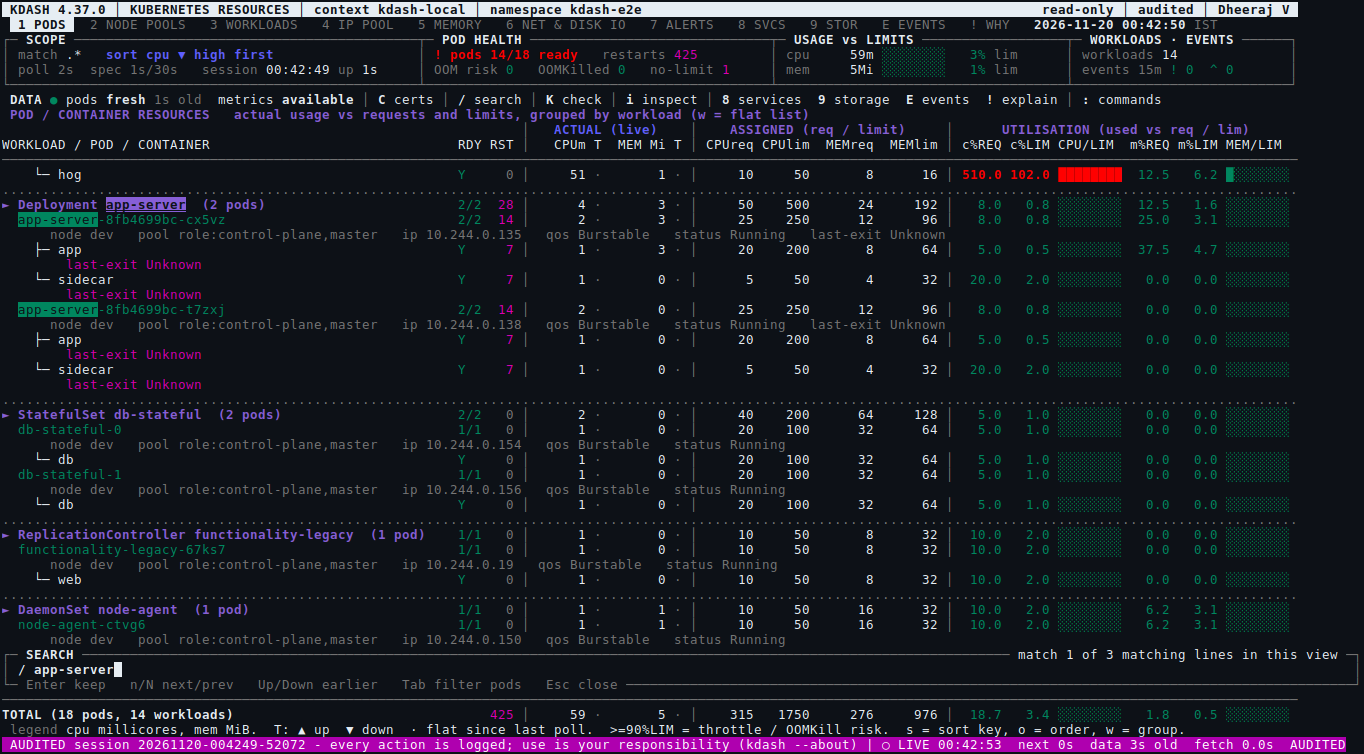 KDASH 4.37.0 │ KUBERNETES RESOURCES │ context kdash-local │ namespace kdash-e2e read-only │ audited │ Dheeraj V
1 PODS 2 NODE POOLS 3 WORKLOADS 4 IP POOL 5 MEMORY 6 NET & DISK IO 7 ALERTS 8 SVCS 9 STOR E EVENTS ! WHY 2026-11-20 00:42:50 IST
SCOPE POD HEALTH USAGE vs LIMITS WORKLOADS · EVENTS
match .* sort cpu ▼ high first ! pods 14/18 ready restarts 425 cpu 59m 3% lim workloads 14
poll 2s spec 1s/30s session 00:42:49 up 1s OOM risk 0 OOMKilled 0 no-limit 1 mem 5Mi 1% lim events 15m ! 0 ^ 0
DATA ● pods fresh 1s old metrics available │ C certs │ / search │ K check │ i inspect │ 8 services 9 storage E events ! explain │ : commands
POD / CONTAINER RESOURCES actual usage vs requests and limits, grouped by workload (w = flat list)
ACTUAL (live) │ ASSIGNED (req / limit) │ UTILISATION (used vs req / lim)
WORKLOAD / POD / CONTAINER RDY RST │ CPUm T MEM Mi T │ CPUreq CPUlim MEMreq MEMlim │ c%REQ c%LIM CPU/LIM m%REQ m%LIM MEM/LIM
└─ hog Y 0 │ 51 · 1 · │ 10 50 8 16 │ 510.0 102.0 12.5 6.2
► Deployment app-server (2 pods) 2/2 28 │ 4 · 3 · │ 50 500 24 192 │ 8.0 0.8 12.5 1.6
app-server-8fb4699bc-cx5vz 2/2 14 │ 2 · 3 · │ 25 250 12 96 │ 8.0 0.8 25.0 3.1
node dev pool role:control-plane,master ip 10.244.0.135 qos Burstable status Running last-exit Unknown
├─ app Y 7 │ 1 · 3 · │ 20 200 8 64 │ 5.0 0.5 37.5 4.7
last-exit Unknown
└─ sidecar Y 7 │ 1 · 0 · │ 5 50 4 32 │ 20.0 2.0 0.0 0.0
last-exit Unknown
app-server-8fb4699bc-t7zxj 2/2 14 │ 2 · 0 · │ 25 250 12 96 │ 8.0 0.8 0.0 0.0
node dev pool role:control-plane,master ip 10.244.0.138 qos Burstable status Running last-exit Unknown
├─ app Y 7 │ 1 · 0 · │ 20 200 8 64 │ 5.0 0.5 0.0 0.0
last-exit Unknown
└─ sidecar Y 7 │ 1 · 0 · │ 5 50 4 32 │ 20.0 2.0 0.0 0.0
last-exit Unknown
► StatefulSet db-stateful (2 pods) 2/2 0 │ 2 · 0 · │ 40 200 64 128 │ 5.0 1.0 0.0 0.0
db-stateful-0 1/1 0 │ 1 · 0 · │ 20 100 32 64 │ 5.0 1.0 0.0 0.0
node dev pool role:control-plane,master ip 10.244.0.154 qos Burstable status Running
└─ db Y 0 │ 1 · 0 · │ 20 100 32 64 │ 5.0 1.0 0.0 0.0
db-stateful-1 1/1 0 │ 1 · 0 · │ 20 100 32 64 │ 5.0 1.0 0.0 0.0
node dev pool role:control-plane,master ip 10.244.0.156 qos Burstable status Running
└─ db Y 0 │ 1 · 0 · │ 20 100 32 64 │ 5.0 1.0 0.0 0.0
► ReplicationController functionality-legacy (1 pod) 1/1 0 │ 1 · 0 · │ 10 50 8 32 │ 10.0 2.0 0.0 0.0
functionality-legacy-67ks7 1/1 0 │ 1 · 0 · │ 10 50 8 32 │ 10.0 2.0 0.0 0.0
node dev pool role:control-plane,master ip 10.244.0.19 qos Burstable status Running
└─ web Y 0 │ 1 · 0 · │ 10 50 8 32 │ 10.0 2.0 0.0 0.0
► DaemonSet node-agent (1 pod) 1/1 0 │ 1 · 1 · │ 10 50 16 32 │ 10.0 2.0 6.2 3.1
node-agent-ctvg6 1/1 0 │ 1 · 1 · │ 10 50 16 32 │ 10.0 2.0 6.2 3.1
node dev pool role:control-plane,master ip 10.244.0.150 qos Burstable status Running
SEARCH match 1 of 3 matching lines in this view
/ app-server
Enter keep n/N next/prev Up/Down earlier Tab filter pods Esc close
TOTAL (18 pods, 14 workloads) 425 │ 59 · 5 · │ 315 1750 276 976 │ 18.7 3.4 1.8 0.5
legend cpu millicores, mem MiB. T: ▲ up ▼ down · flat since last poll. >=90%LIM = throttle / OOMKill risk. s = sort key, o = order, w = group.
AUDITED session 20261120-004249-52072 - every action is logged; use is your responsibility (kdash --about) | ○ LIVE 00:42:53 next 0s data 3s old fetch 0.0s AUDITED